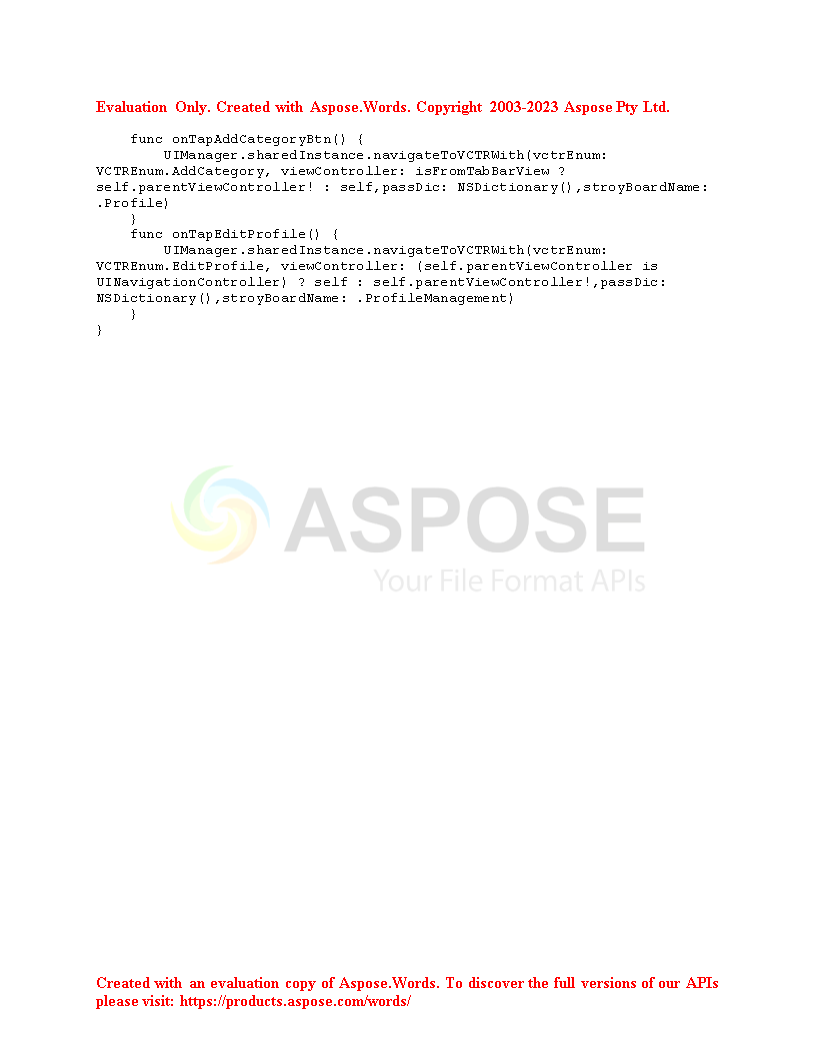 Evaluation Only. Created with Aspose.Words. Copyright 2003-2023 Aspose Pty Ltd.
    func onTapAddCategoryBtn() {
        UIManager.sharedInstance.navigateToVCTRWith(vctrEnum:
VCTREnum.AddCategory, viewController: isFromTabBarView ?
self.parentViewController! : self,passDic: NSDictionary(),stroyBoardName:
.Profile)
    }
    func onTapEditProfile() {
        UIManager.sharedInstance.navigateToVCTRWith(vctrEnum:
VCTREnum.EditProfile, viewController: (self.parentViewController is
UINavigationController) ? self : self.parentViewController!,passDic:
NSDictionary(),stroyBoardName: .ProfileManagement)
    }
}
ASPOSE
Your File Format APIs
Created with an evaluation copy of Aspose.Words. To discover the full versions of our APIs
please visit: https://products.aspose.com/words/